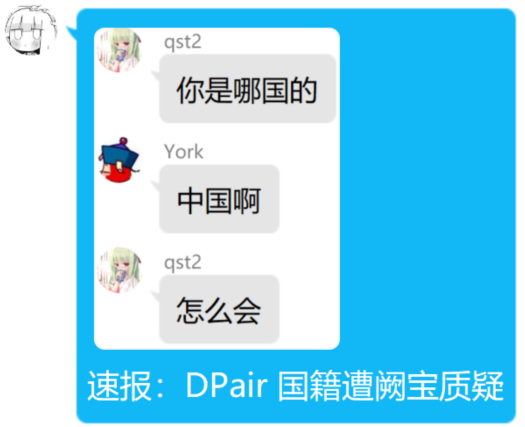 qst2
你是哪国的
York
中国啊
qst2
怎么会
速报：DPair 国籍遭阙宝质疑